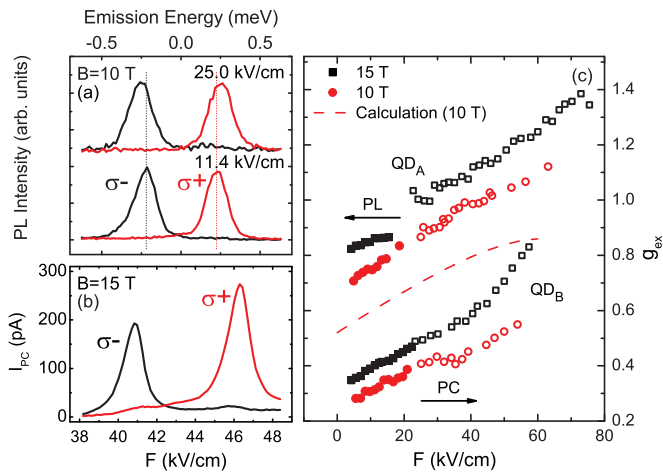 Emission Energy (meV)
-0.5 0.0 0.5
B=10 T 25.0 kV/cm
(a)
11.4 kV/cm
σ- σ+
PL Intensity (arb. units)
B=15 T
(b)
σ- σ+
300
200
100
0
I_PC (pA)
38 40 42 44 46 48
F (kV/cm)
15 T (c)
10 T
Calculation (10 T)
QD_A
PL
QD_B
PC
1.4
1.2
1.0
0.8
0.6
0.4
0.2
g_ex
0 20 40 60 80
F (kV/cm)